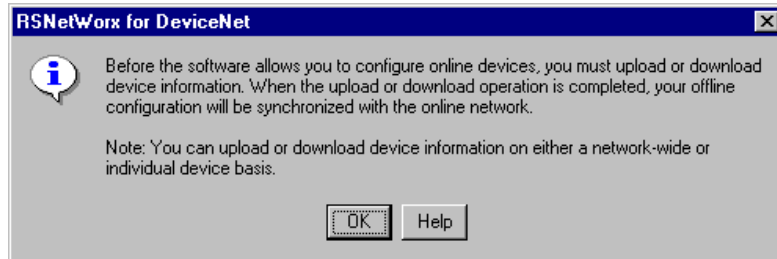 RSNetWorx for DeviceNet
Before the software allows you to configure online devices, you must upload or download
device information. When the upload or download operation is completed, your offline
configuration will be synchronized with the online network.
Note: You can upload or download device information on either a network-wide or
individual device basis.
OK Help